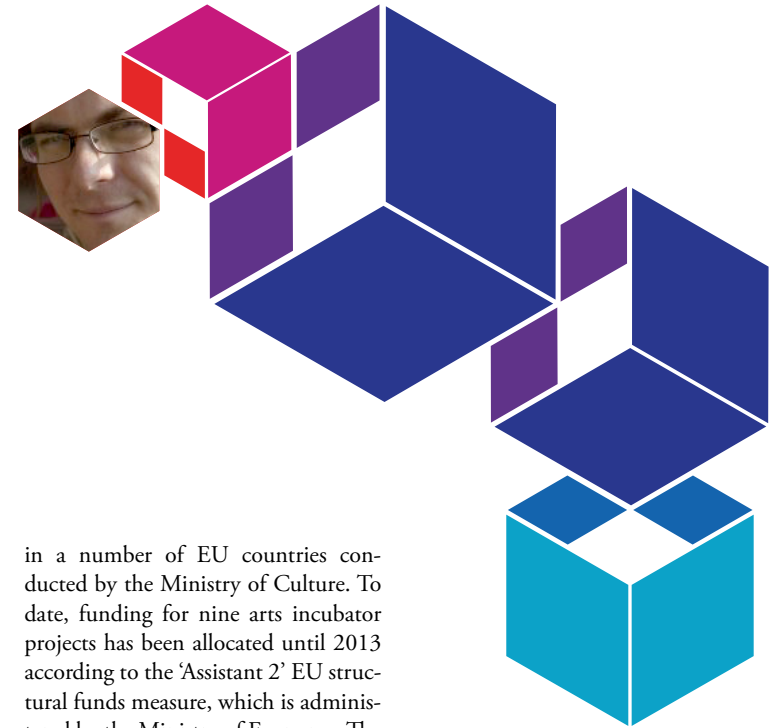 in a number of EU countries con-
ducted by the Ministry of Culture. To
date, funding for nine arts incubator
projects has been allocated until 2013
according to the ‘Assistant 2’ EU struc-
tural funds measure, which is adminis-